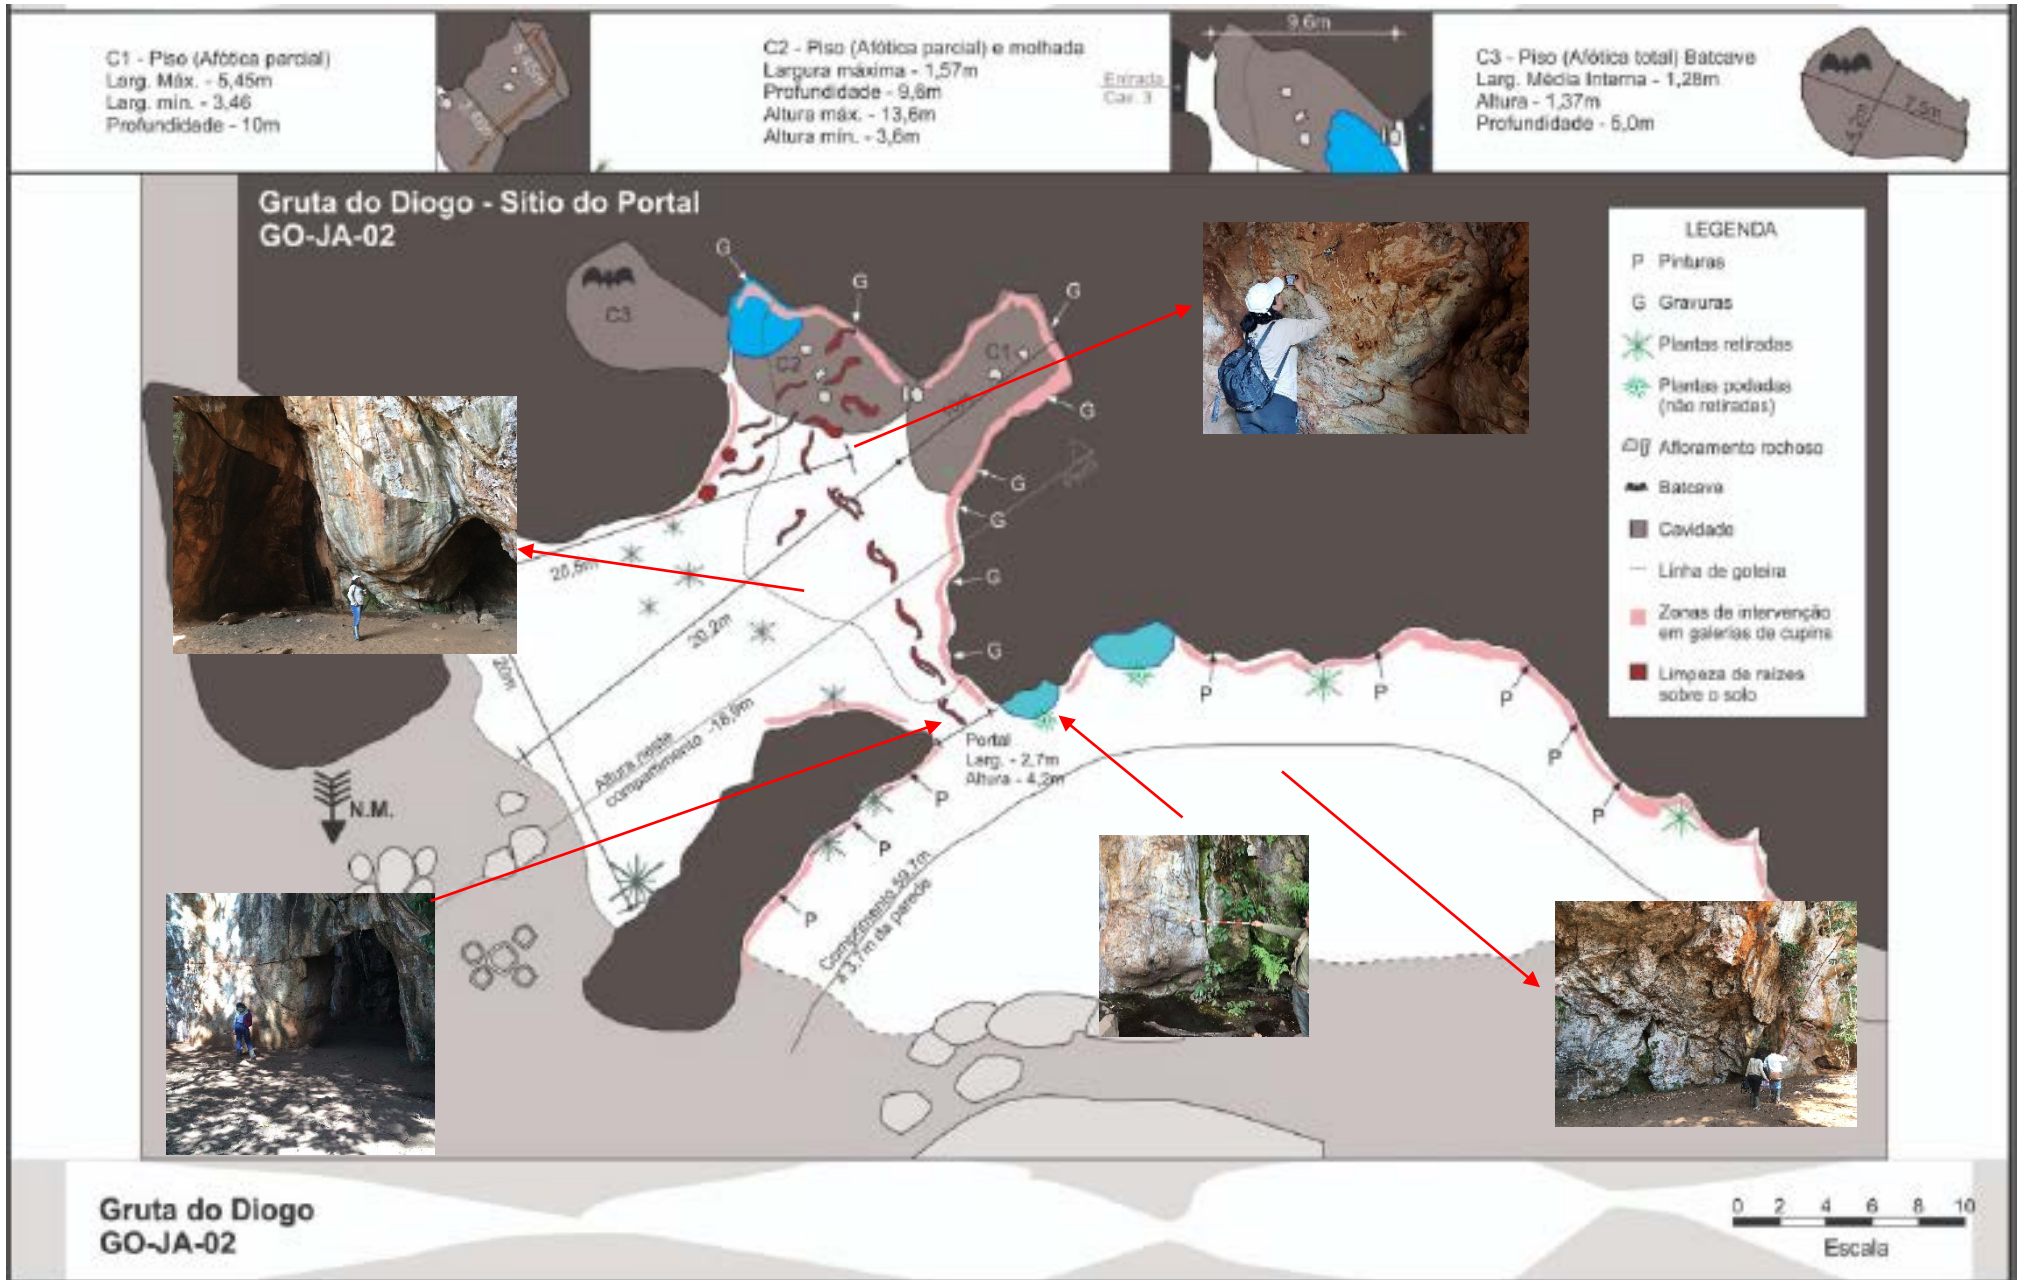 C1 - Piso (Afótica parcial)
Larg. Máx. - 5,45m
Larg. mín. - 3,46
Profundidade - 10m
C2 - Piso (Afótica parcial) e molhada
Largura máxima - 1,57m
Profundidade - 9,6m
Altura máx. - 13,6m
Altura mín. - 3,6m
Entrada
Cav. 3
9,6m
C3 - Piso (Afótica total) Batcave
Larg. Média Interna - 1,28m
Altura - 1,37m
Profundidade - 5,0m
7,5m
Gruta do Diogo - Sítio do Portal
GO-JA-02
LEGENDA
P Pinturas
G Gravuras
Plantas retiradas
Plantas podadas
(não retiradas)
Afloramento rochoso
Batcave
Cavidade
Linha de goteira
Zonas de intervenção
em galerias de cupins
Limpeza de raízes
sobre o solo
G
G
G
C3
C2
C1
G
G
G
G
G
20,2m
20m
Altura neste
compartimento -18,9m
Portal
Larg. - 2,7m
Altura - 4,2m
P
P
P
P
P
P
P
P
N.M.
Comprimento 59,7m
a 3,7m da parede
Gruta do Diogo
GO-JA-02
0 2 4 6 8 10
Escala